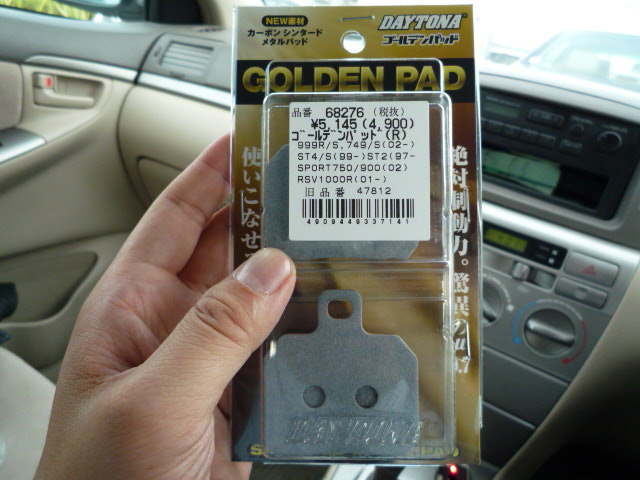 NEW素材
カーボン シンタード
メタルパッド
DAYTONA
ゴールデンパッド
GOLDEN PAD
品番 68276 (税抜)
¥5,145(4,900)
ゴールデンパッド(R)
999R/S,749/S(02-)
ST4/S(99-)ST2(97-
SPORT750/900(02)
RSV1000R(01-)
旧品番 47812
4909449337141
使いこなせ
絶対制動力。驚異